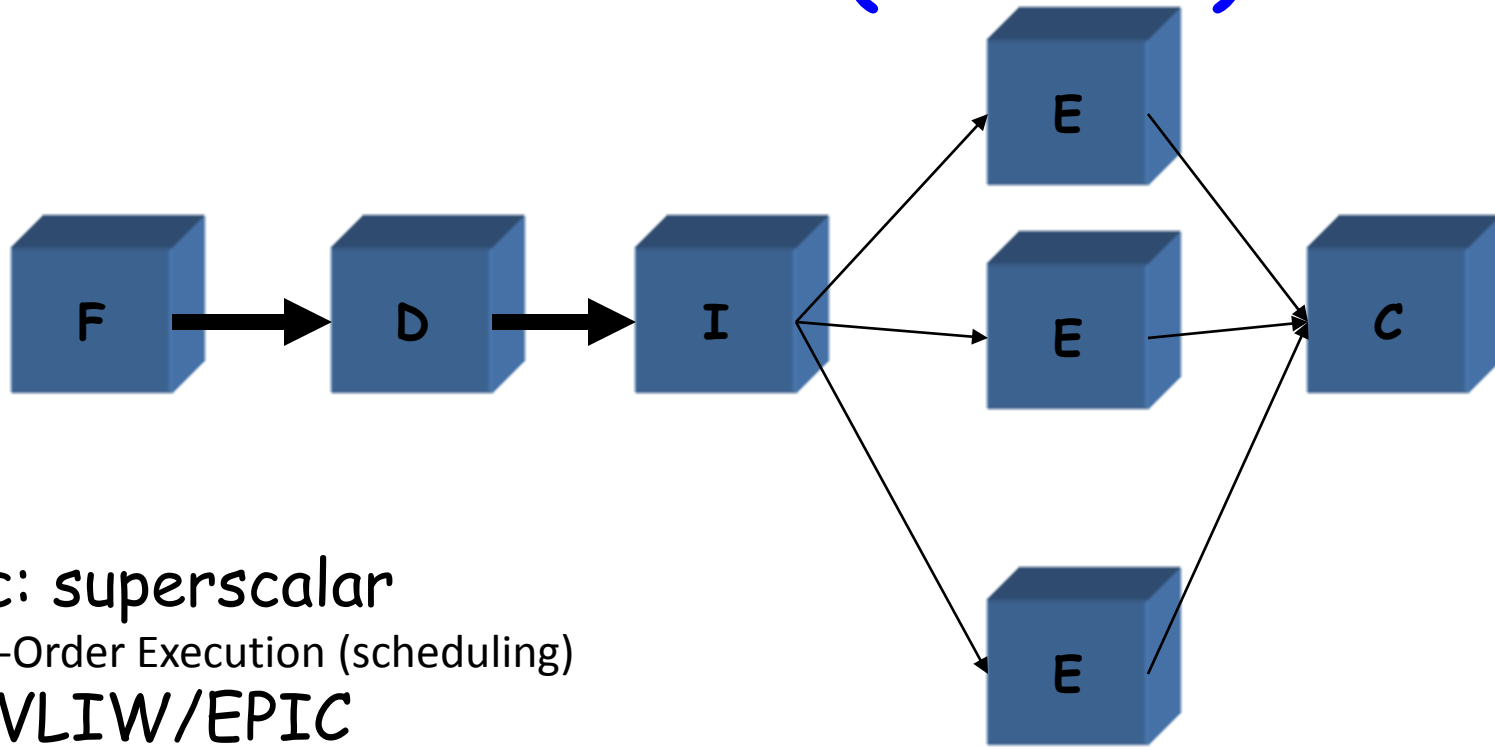 E
F D I E C
c: superscalar
-Order Execution (scheduling)
E
VLIW/EPIC